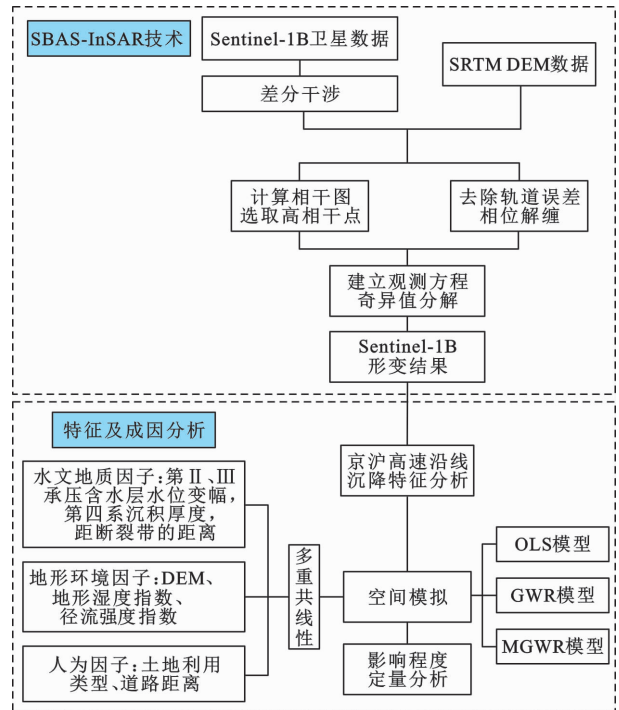 SBAS-InSAR技术
Sentinel-1B卫星数据
SRTM DEM数据
差分干涉
计算相干图
选取高相干点
去除轨道误差
相位解缠
建立观测方程
奇异值分解
Sentinel-1B
形变结果
特征及成因分析
京沪高速沿线
沉降特征分析
水文地质因子:第Ⅱ、Ⅲ
承压含水层水位变幅,
第四系沉积厚度,
距断裂带的距离
地形环境因子:DEM、
地形湿度指数、
径流强度指数
人为因子:土地利用
类型、道路距离
多重共线性
空间模拟
OLS模型
GWR模型
MGWR模型
影响程度
定量分析